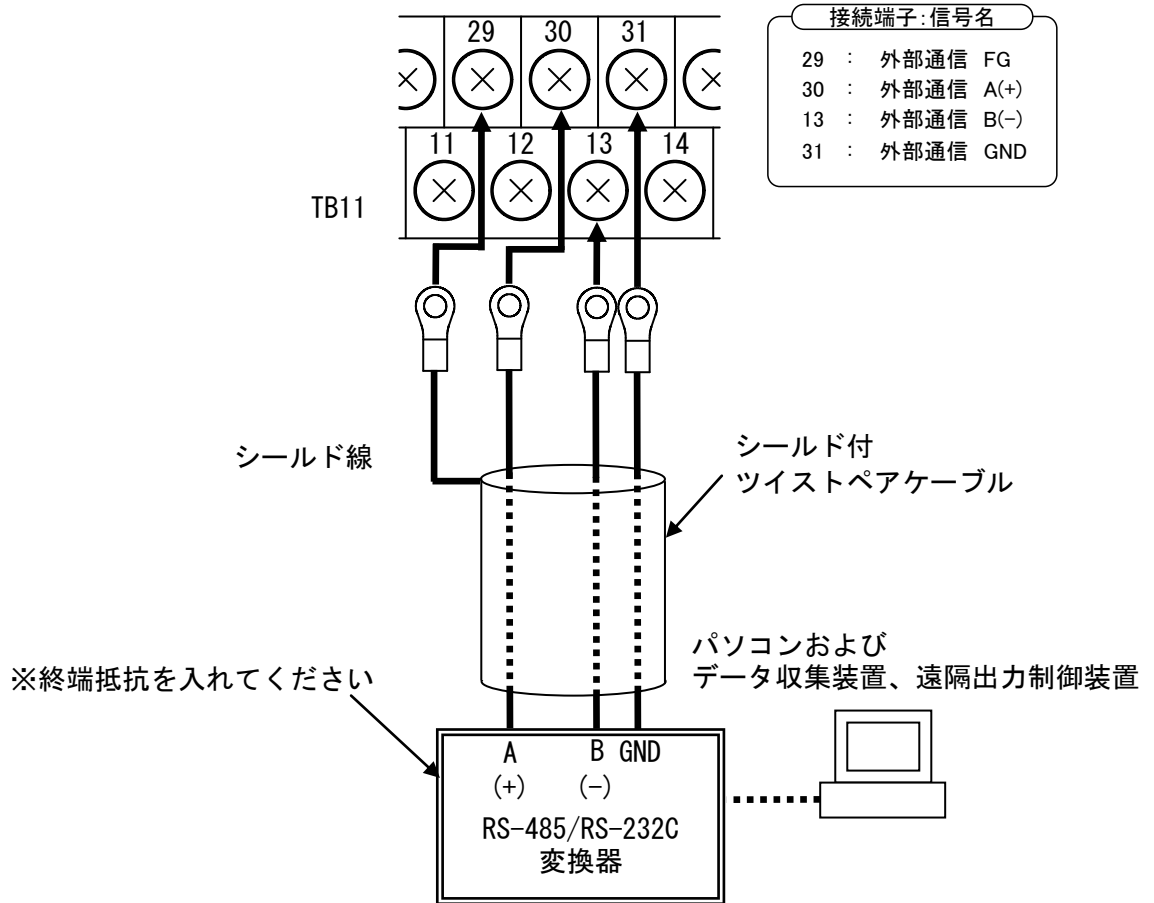 29 30 31
接続端子:信号名
29 : 外部通信 FG
30 : 外部通信 A(+)
13 : 外部通信 B(−)
31 : 外部通信 GND
11 12 13 14
TB11
シールド線
シールド付
ツイストペアケーブル
パソコンおよび
データ収集装置、遠隔出力制御装置
※終端抵抗を入れてください
A B GND
(+) (−)
RS-485/RS-232C
変換器